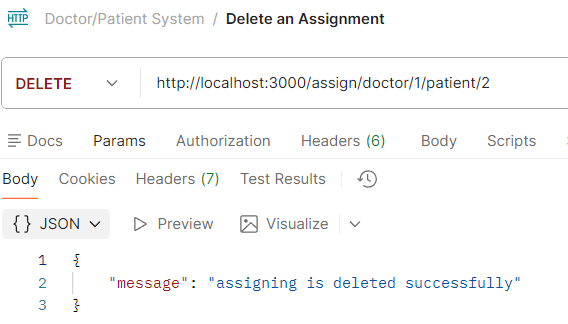 HTTP Doctor/Patient System / Delete an Assignment
DELETE http://localhost:3000/assign/doctor/1/patient/2
Docs Params Authorization Headers (6) Body Scripts
Body Cookies Headers (7) Test Results
{} JSON Preview Visualize
1 {
2 "message": "assigning is deleted successfully"
3 }